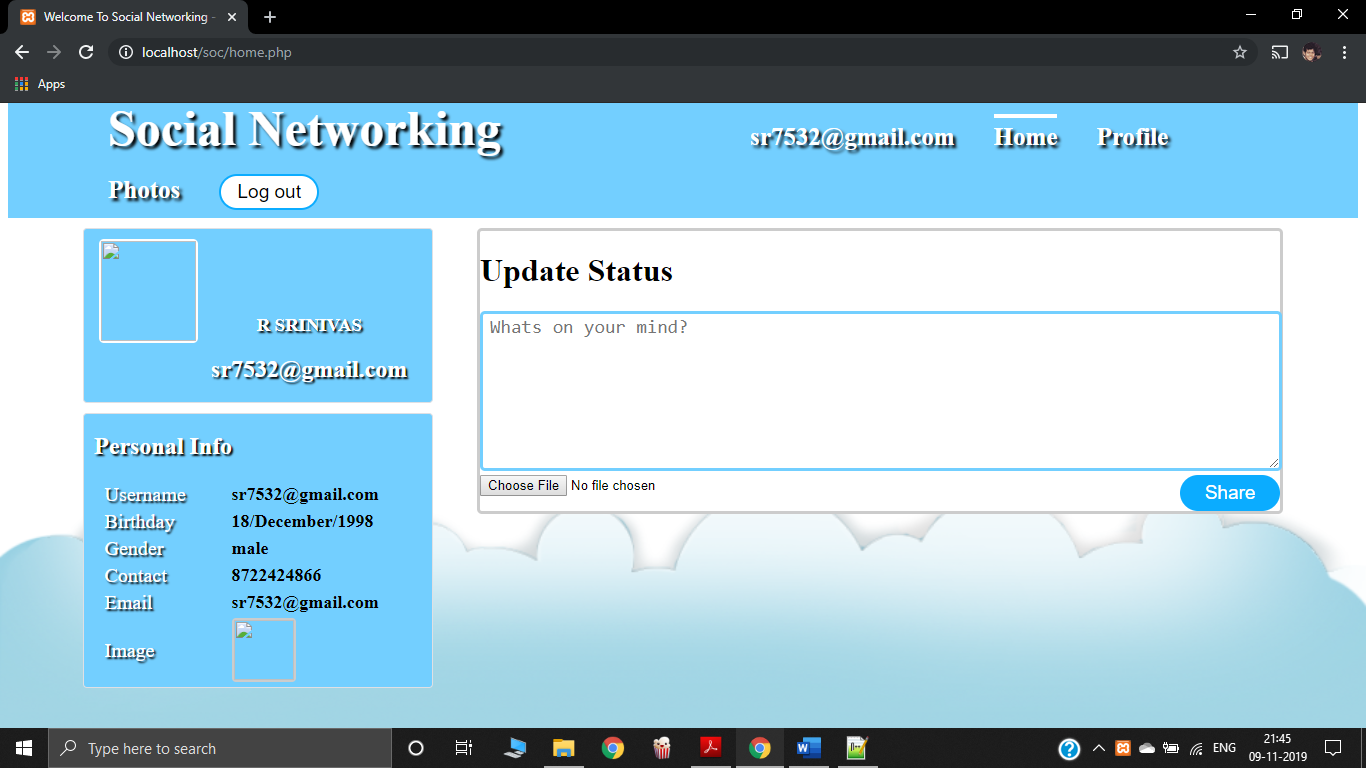 Welcome To Social Networking -
localhost/soc/home.php
Apps
Social Networking
sr7532@gmail.com Home Profile
Photos Log out
R SRINIVAS
sr7532@gmail.com
Personal Info
Username sr7532@gmail.com
Birthday 18/December/1998
Gender male
Contact 8722424866
Email sr7532@gmail.com
Image
Update Status
Whats on your mind?
Choose File No file chosen
Share
Type here to search
ENG
21:45
09-11-2019